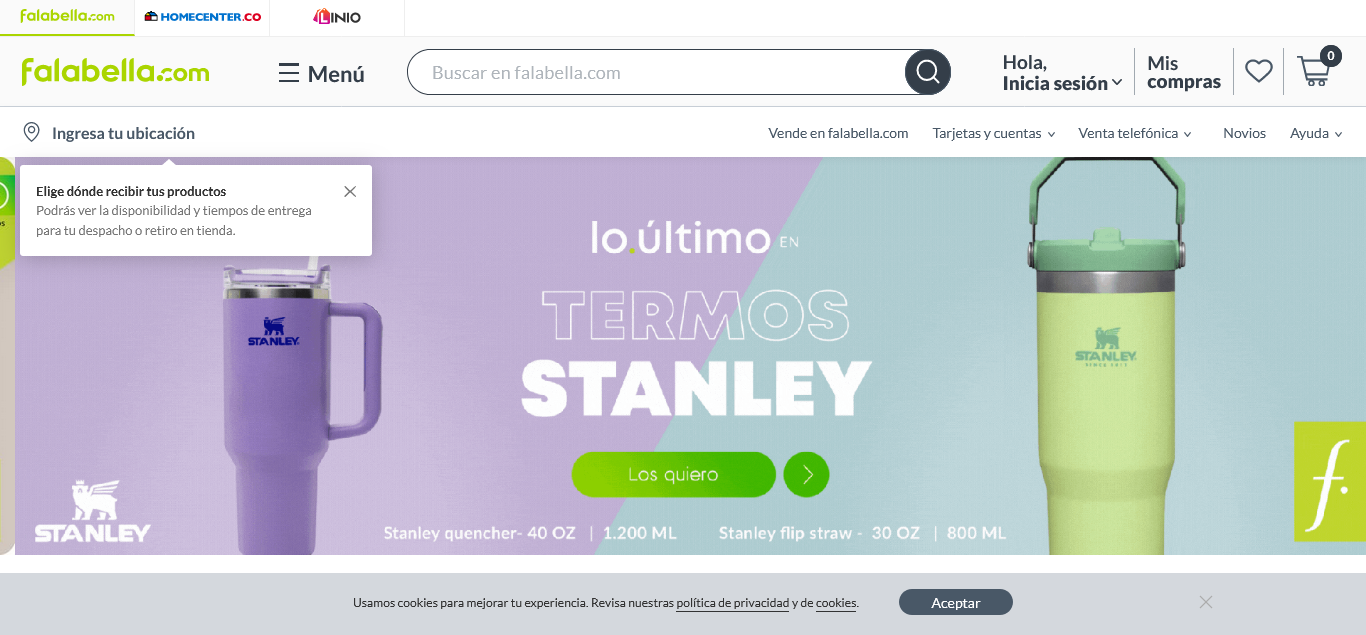 falabella.com
HOMECENTER.CO
LINIO
falabella.com
Menú
Buscar en falabella.com
Hola,
Inicia sesión
Mis
compras
0
Ingresa tu ubicación
Vende en falabella.com
Tarjetas y cuentas
Venta telefónica
Novios
Ayuda
Elige dónde recibir tus productos
Podrás ver la disponibilidad y tiempos de entrega
para tu despacho o retiro en tienda.
lo.último EN
TERMOS
STANLEY
STANLEY
STANLEY
SINCE 1913
Los quiero
f.
STANLEY
Stanley quencher- 40 OZ | 1.200 ML
Stanley flip straw - 30 OZ | 800 ML
Usamos cookies para mejorar tu experiencia. Revisa nuestras política de privacidad y de cookies.
Aceptar